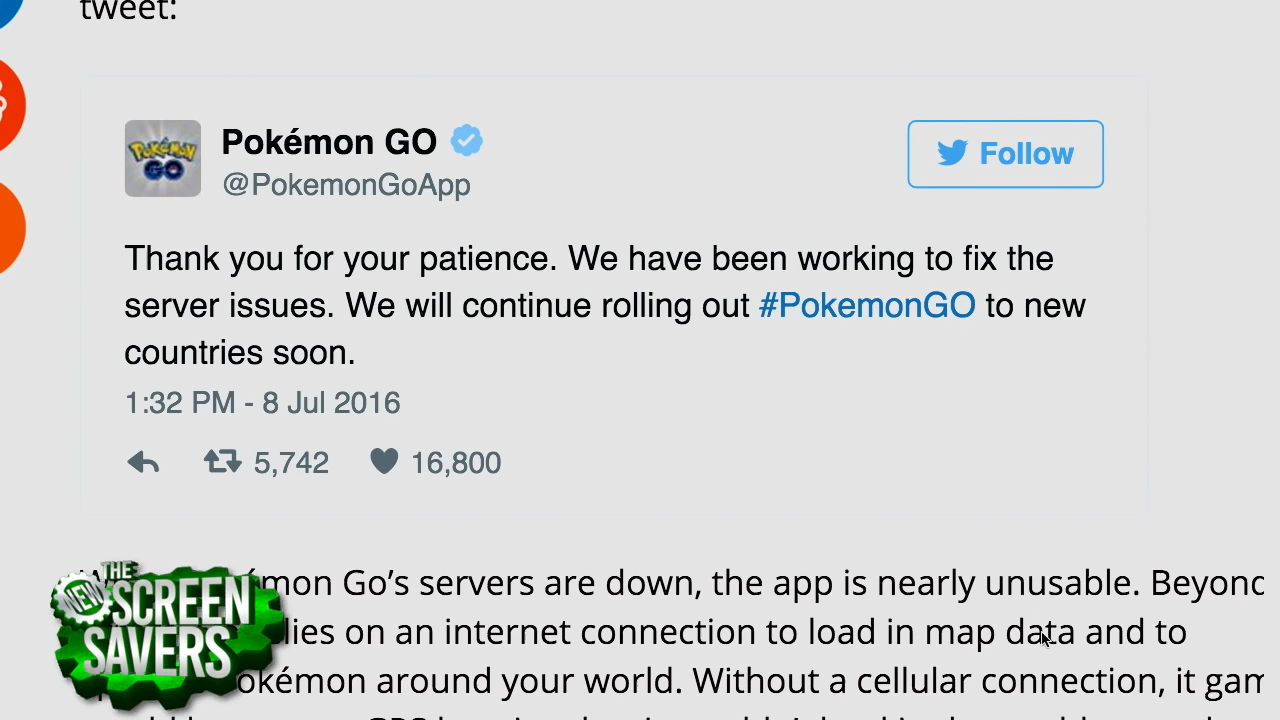 tweet:
Pokémon GO
@PokemonGoApp
Follow
Thank you for your patience. We have been working to fix the
server issues. We will continue rolling out #PokemonGO to new
countries soon.
1:32 PM - 8 Jul 2016
5,742 16,800
émon Go’s servers are down, the app is nearly unusable. Beyond
lies on an internet connection to load in map data and to
okémon around your world. Without a cellular connection, it gam
THE
NEW SCREEN
SAVERS